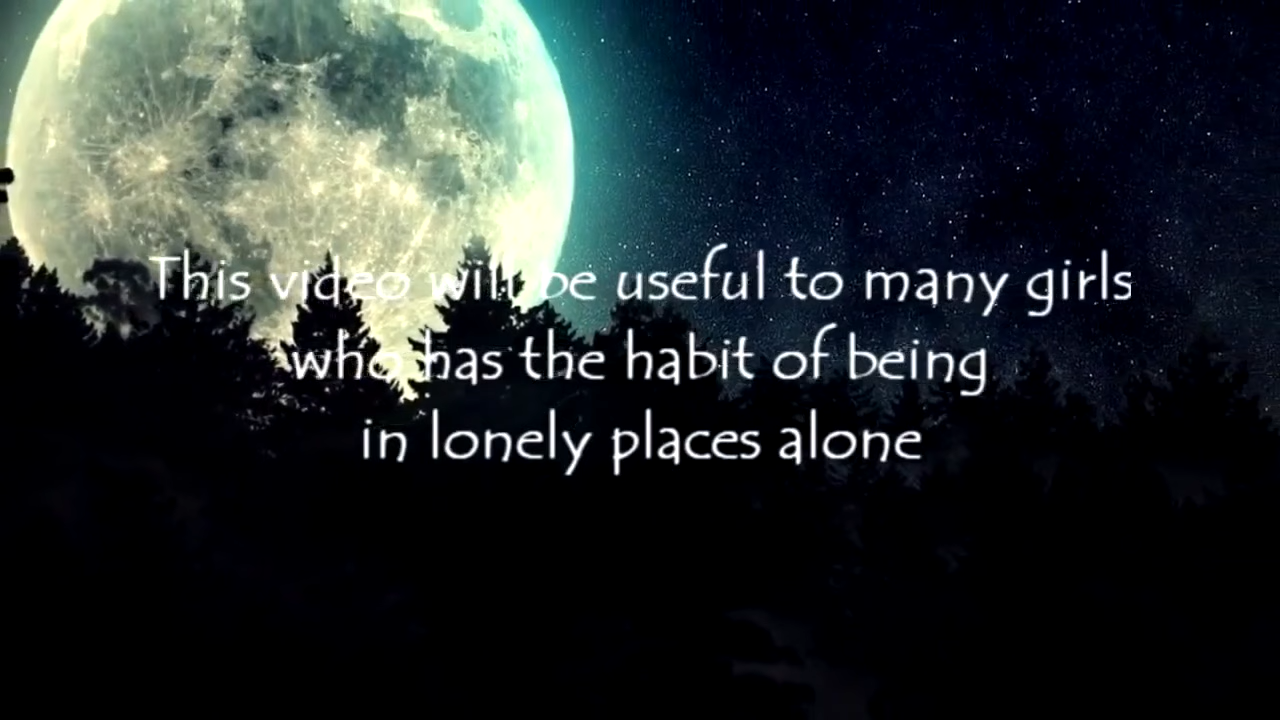 This video will be useful to many girls
who has the habit of being
in lonely places alone